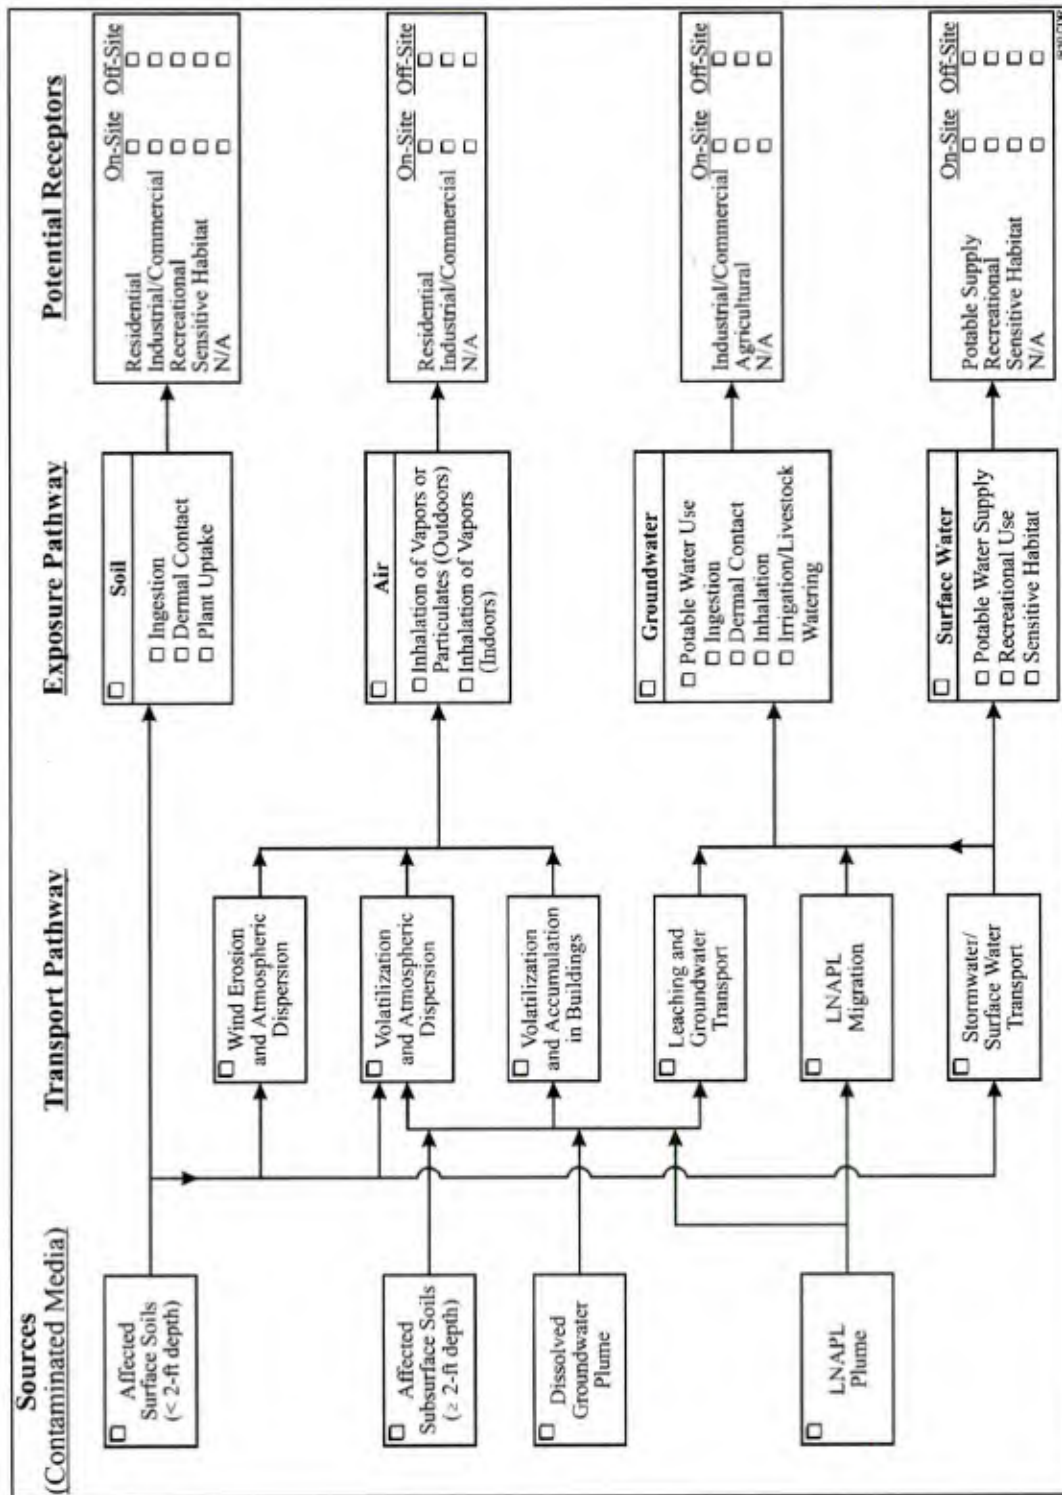 Sources
(Contaminated Media)
Transport Pathway
Exposure Pathway
Potential Receptors
Affected
Surface Soils
(< 2-ft depth)
Affected
Subsurface Soils
(≥ 2-ft depth)
Dissolved
Groundwater
Plume
LNAPL
Plume
Wind Erosion
and Atmospheric
Dispersion
Volatilization
and Atmospheric
Dispersion
Volatilization
and Accumulation
in Buildings
Leaching and
Groundwater
Transport
LNAPL
Migration
Stormwater/
Surface Water
Transport
Soil
Ingestion
Dermal Contact
Plant Uptake
Air
Inhalation of Vapors or
Particulates (Outdoors)
Inhalation of Vapors
(Indoors)
Groundwater
Potable Water Use
Ingestion
Dermal Contact
Inhalation
Irrigation/Livestock
Watering
Surface Water
Potable Water Supply
Recreational Use
Sensitive Habitat
On-Site Off-Site
Residential
Industrial/Commercial
Recreational
Sensitive Habitat
N/A
On-Site Off-Site
Residential
Industrial/Commercial
N/A
On-Site Off-Site
Industrial/Commercial
Agricultural
N/A
On-Site Off-Site
Potable Supply
Recreational
Sensitive Habitat
N/A